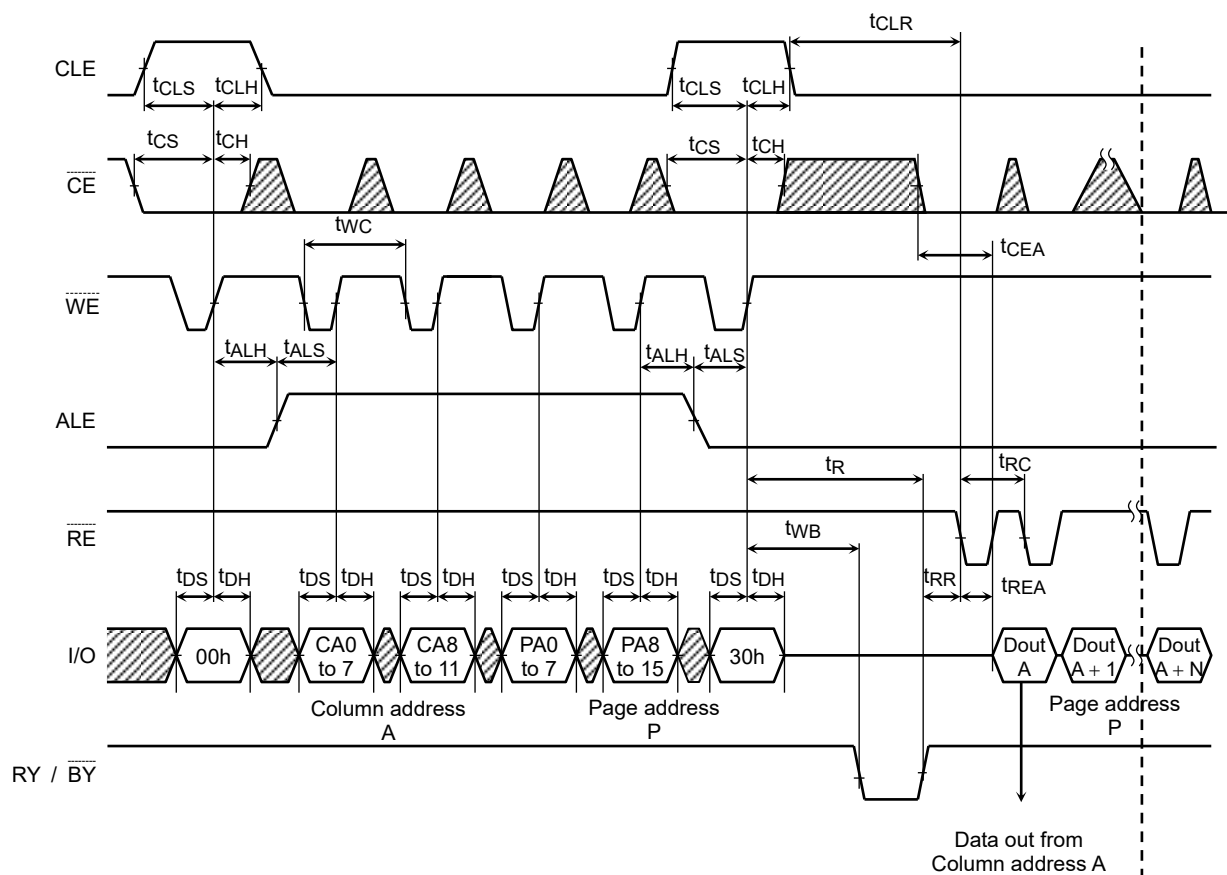 tCLR
CLE
tCLS tCLH tCLS tCLH
tCS tCH tCS tCH
CE
tWC
tCEA
WE
tALH tALS tALH tALS
ALE
tR tRC
RE
tWB
tDS tDH tDS tDH tDS tDH tDS tDH tDS tDH tDS tDH tRR tREA
I/O
00h
CA0 to 7
CA8 to 11
PA0 to 7
PA8 to 15
30h
Dout A
Dout A + 1
Dout A + N
Column address A
Page address P
Page address P
RY / BY
Data out from
Column address A